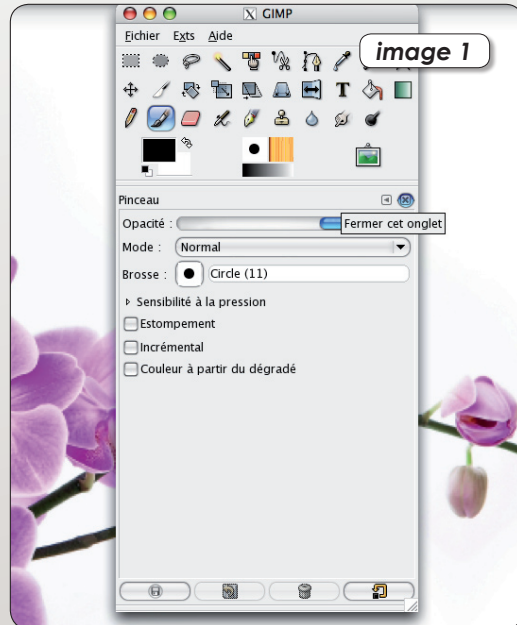 X GIMP
Fichier Exts Aide
image 1
T
Pinceau
Opacité :
Fermer cet onglet
Mode : Normal
Brosse : Circle (11)
Sensibilité à la pression
Estompement
Incrémental
Couleur à partir du dégradé